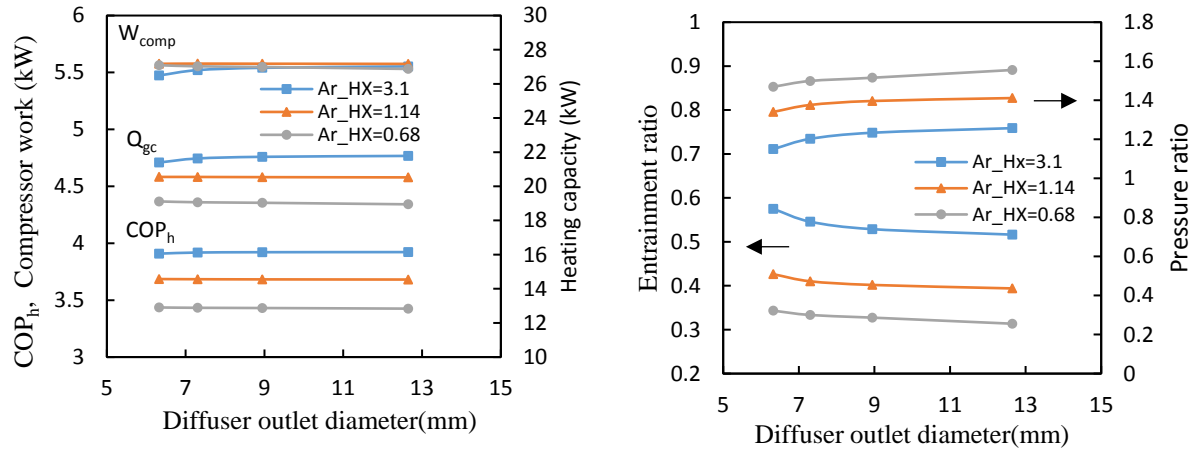 COPh, Compressor work (kW)
6
5.5
5
4.5
4
3.5
3
Wcomp
Qgc
COPh
Ar_HX=3.1
Ar_HX=1.14
Ar_HX=0.68
30
28
26
24
22
20
18
16
14
12
10
Heating capacity (kW)
5 7 9 11 13 15
Diffuser outlet diameter(mm)
Entrainment ratio
1
0.9
0.8
0.7
0.6
0.5
0.4
0.3
0.2
Ar_Hx=3.1
Ar_HX=1.14
Ar_HX=0.68
1.8
1.6
1.4
1.2
1
0.8
0.6
0.4
0.2
0
Pressure ratio
5 7 9 11 13 15
Diffuser outlet diameter(mm)